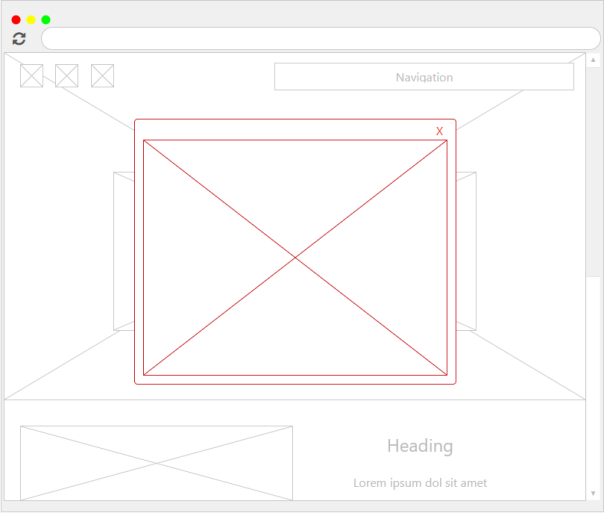 Navigation
X
Heading
Lorem ipsum dol sit amet